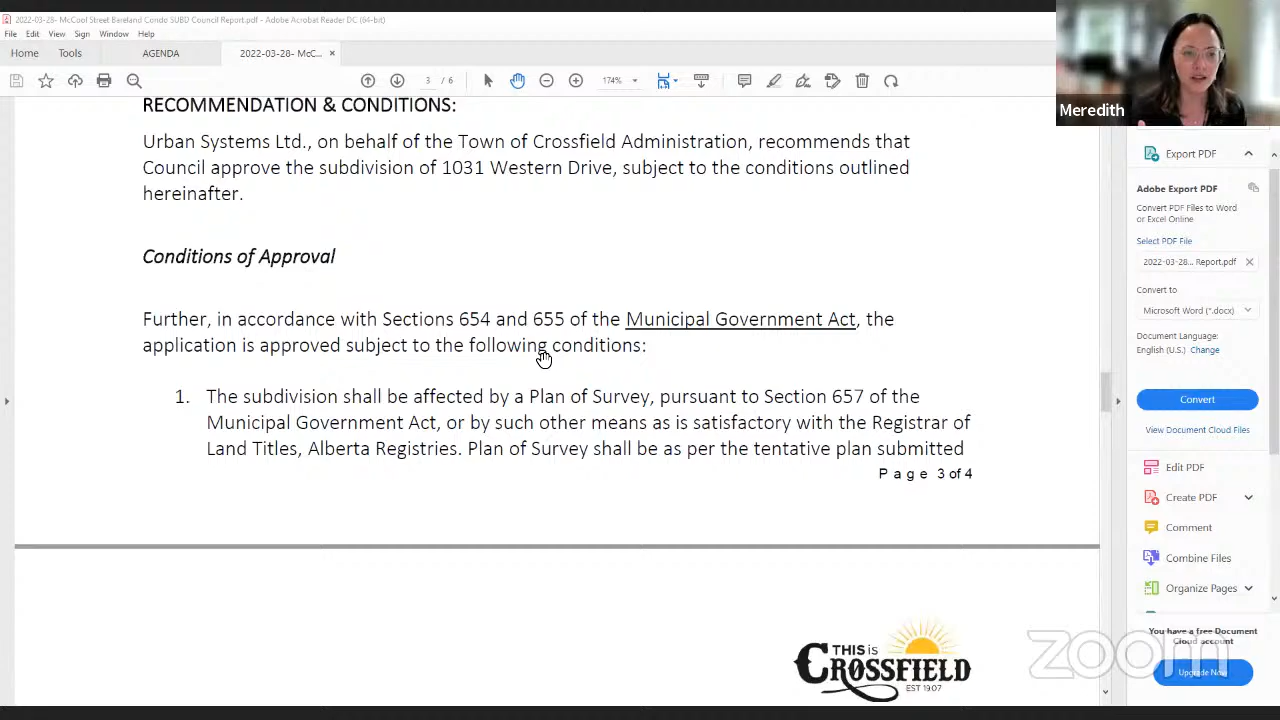 2022-03-28- McCool Street Bereland Condo SUBD Council Report.pdf - Adobe Acrobat Reader DC (64-bit)
File Edit View Sign Window Help
Home Tools AGENDA 2022-03-28- McC... ×
3 / 6 174%
Meredith
RECOMMENDATION & CONDITIONS:
Urban Systems Ltd., on behalf of the Town of Crossfield Administration, recommends that
Council approve the subdivision of 1031 Western Drive, subject to the conditions outlined
hereinafter.
Conditions of Approval
Further, in accordance with Sections 654 and 655 of the Municipal Government Act, the
application is approved subject to the following conditions:
1. The subdivision shall be affected by a Plan of Survey, pursuant to Section 657 of the
Municipal Government Act, or by such other means as is satisfactory with the Registrar of
Land Titles, Alberta Registries. Plan of Survey shall be as per the tentative plan submitted
Page 3 of 4
THIS is
CROSSFIELD
EST 1907
Export PDF
Adobe Export PDF
Convert PDF Files to Word
or Excel Online
Select PDF File
2022-03-28... Report.pdf ×
Convert to
Microsoft Word (*.docx)
Document Language:
English (U.S.) Change
Convert
View Document Cloud Files
Edit PDF
Create PDF
Comment
Combine Files
Organize Pages
You have a free Document
Cloud account
Upgrade Now
zoom